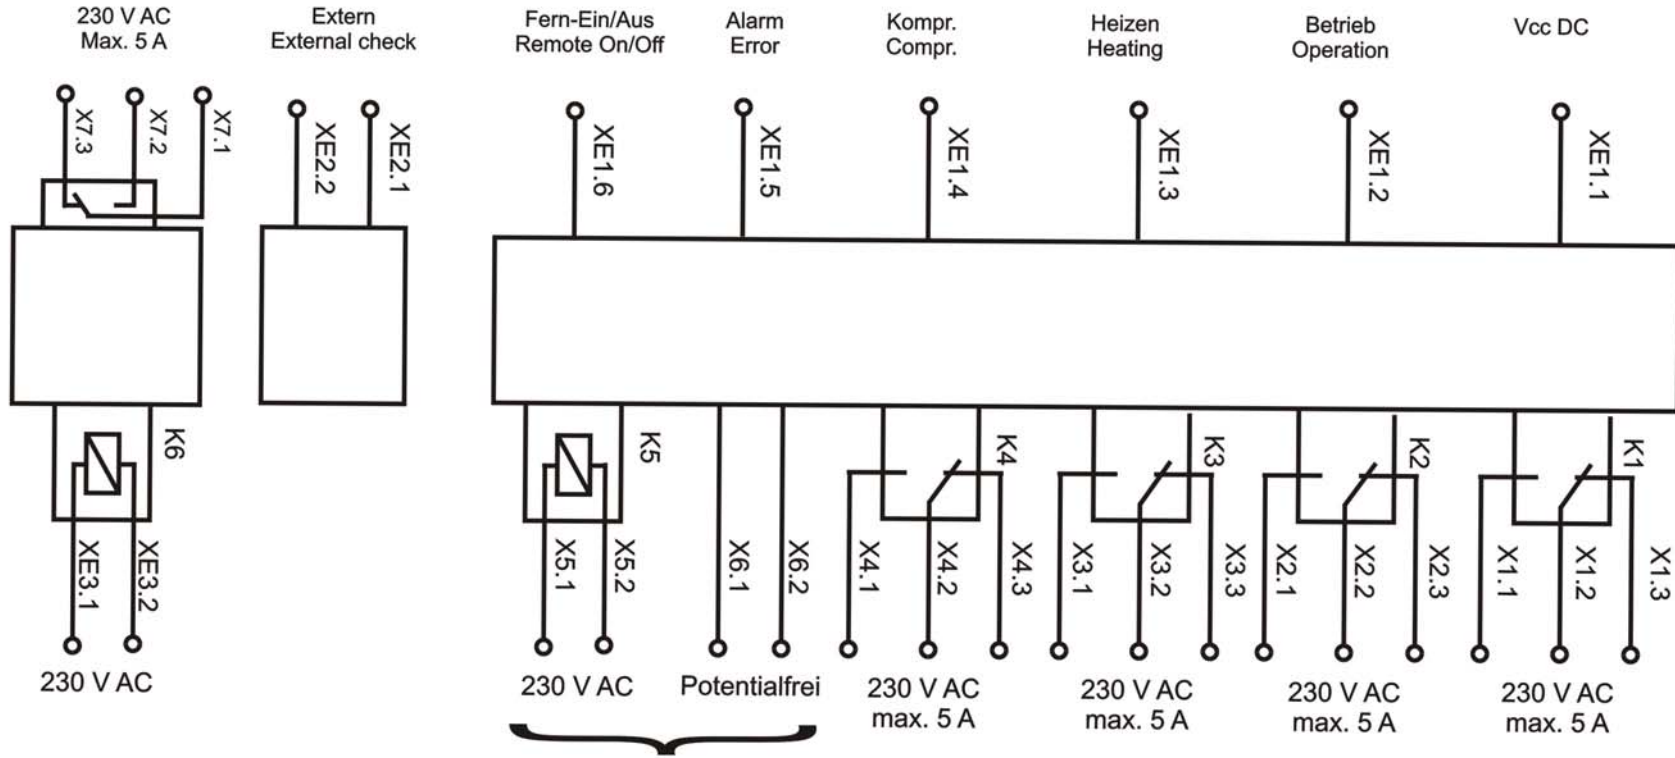 230 V AC
Max. 5 A
Extern
External check
Fern-Ein/Aus
Remote On/Off
Alarm
Error
Kompr.
Compr.
Heizen
Heating
Betrieb
Operation
Vcc DC
X7.3
X7.2
X7.1
XE2.2
XE2.1
XE1.6
XE1.5
XE1.4
XE1.3
XE1.2
XE1.1
K6
K5
K4
K3
K2
K1
XE3.1
XE3.2
X5.1
X5.2
X6.1
X6.2
X4.1
X4.2
X4.3
X3.1
X3.2
X3.3
X2.1
X2.2
X2.3
X1.1
X1.2
X1.3
230 V AC
230 V AC
Potentialfrei
230 V AC
max. 5 A
230 V AC
max. 5 A
230 V AC
max. 5 A
230 V AC
max. 5 A